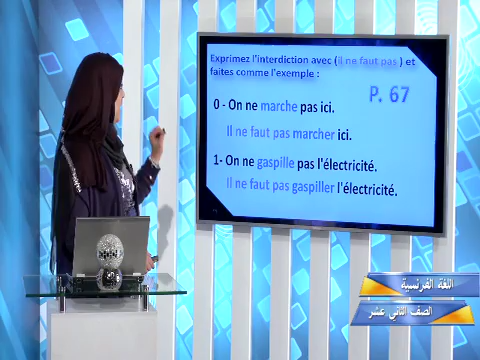 Exprimez l'interdiction avec (il ne faut pas ) et
faites comme l'exemple :
P. 67
0 - On ne marche pas ici.
Il ne faut pas marcher ici.
1- On ne gaspille pas l'électricité.
Il ne faut pas gaspiller l'électricité.
اللغة الفرنسية
الصف الثاني عشر